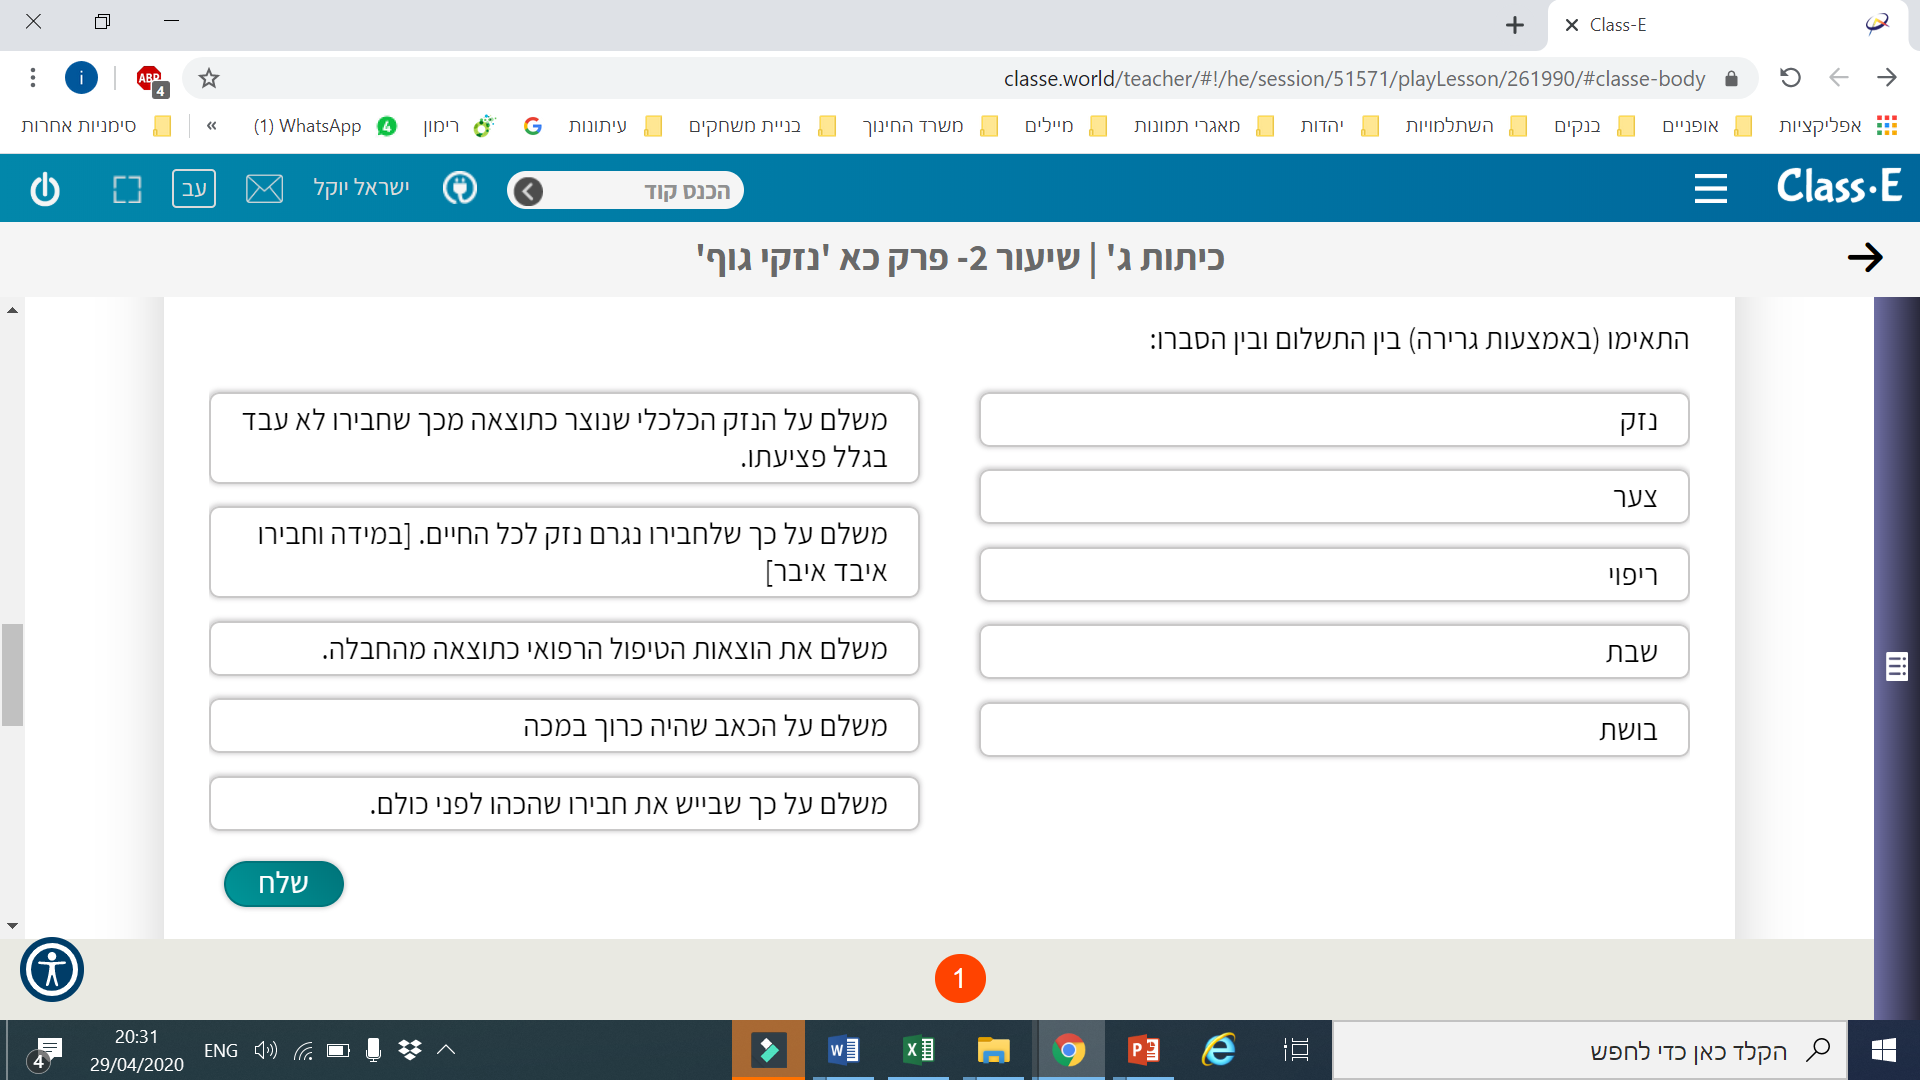 Class-E
classe.world/teacher/#!/he/session/51571/playLesson/261990/#classe-body
ABP
4
i
אפליקציות
אופניים
בנקים
השתלמויות
יהדות
מאגרי תמונות
מיילים
משרד החינוך
בניית משחקים
עיתונות
רימון
(1) WhatsApp
»
סימניות אחרות
Class·E
הכנס קוד
ישראל יוקל
עב
כיתות ג' | שיעור 2- פרק כא 'נזקי גוף'
התאימו (באמצעות גרירה) בין התשלום ובין הסברו:
נזק
צער
ריפוי
שבת
בושת
משלם על הנזק הכלכלי שנוצר כתוצאה מכך שחבירו לא עבד
בגלל פציעתו.
משלם על כך שלחבירו נגרם נזק לכל החיים. [במידה וחבירו
איבד איבר]
משלם את הוצאות הטיפול הרפואי כתוצאה מהחבלה.
משלם על הכאב שהיה כרוך במכה
משלם על כך שבייש את חבירו שהכהו לפני כולם.
שלח
1
הקלד כאן כדי לחפש
ENG
20:31
29/04/2020
4